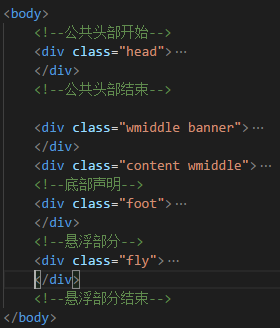 <body>
<!--公共头部开始-->
<div class="head">…
</div>
<!--公共头部结束-->
<div class="wmiddle banner">…
</div>
<div class="content wmiddle">…
<!--底部声明-->
<div class="foot">…
</div>
<!--悬浮部分-->
<div class="fly">…
</div>
<!--悬浮部分结束-->
</body>